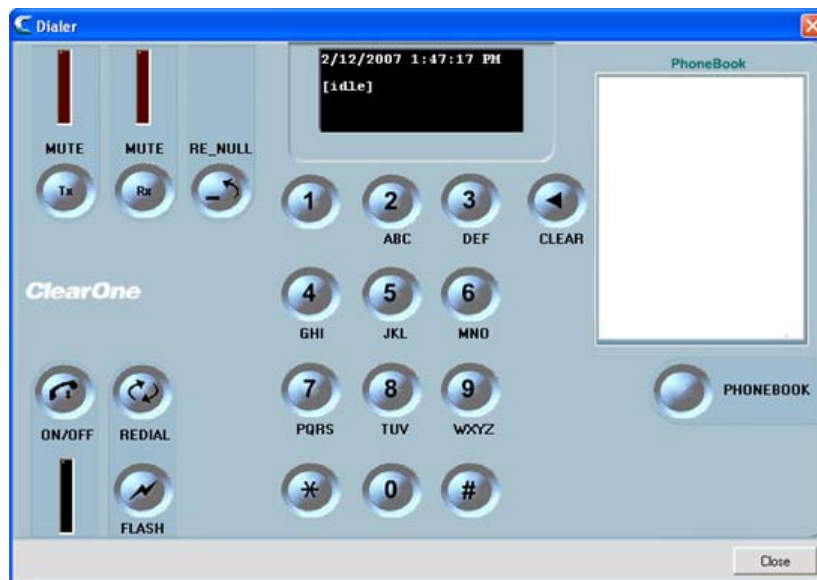 Dialer
2/12/2007 1:47:17 PM
[idle]
PhoneBook
MUTE
MUTE
RE_NULL
Tx
Rx
1
2
3
ABC
DEF
CLEAR
ClearOne
4
5
6
GHI
JKL
MNO
7
8
9
PHONEBOOK
ON/OFF
REDIAL
PQRS
TUV
WXYZ
*
0
#
FLASH
Close